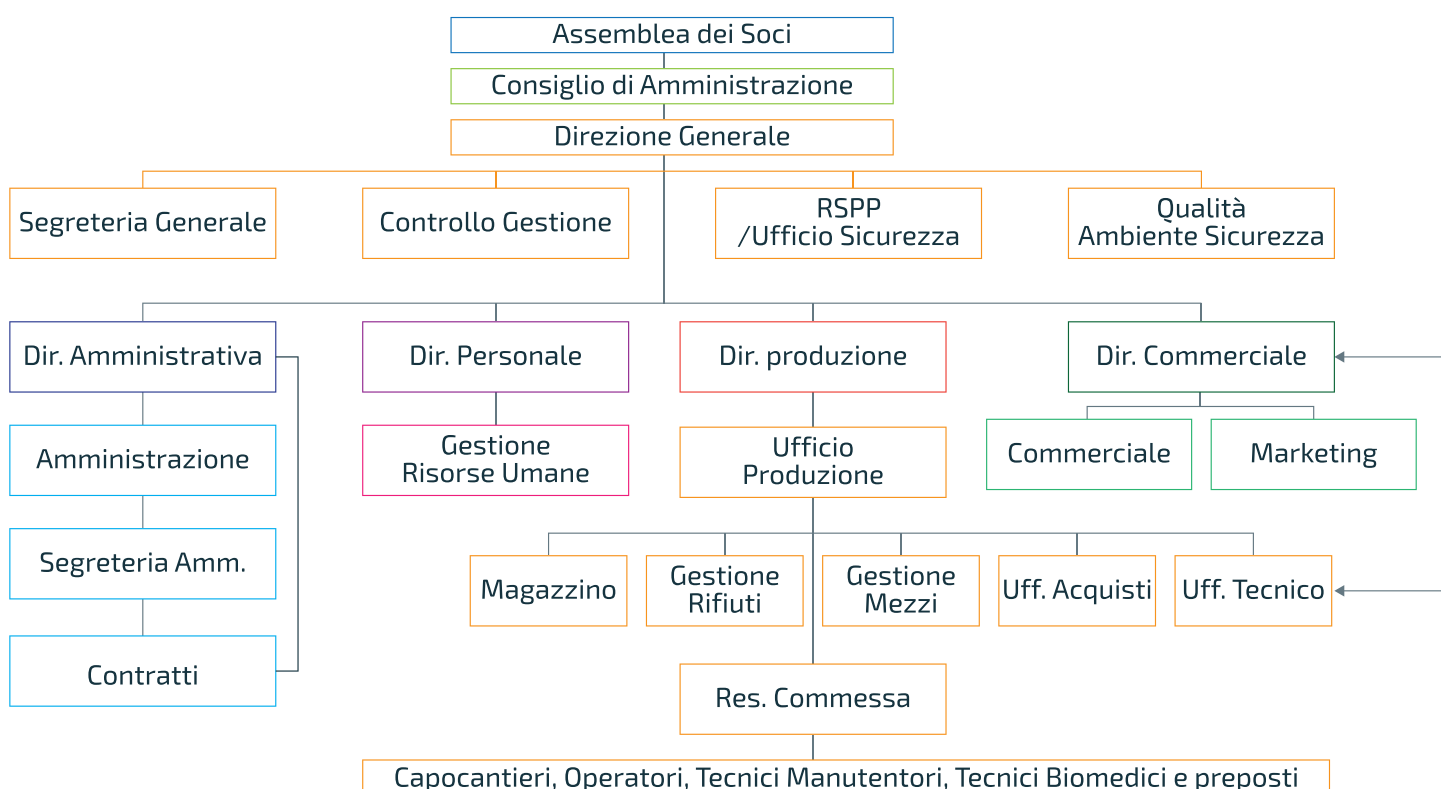 Assemblea dei Soci
Consiglio di Amministrazione
Direzione Generale
Segreteria Generale
Controllo Gestione
RSPP
/Ufficio Sicurezza
Qualità
Ambiente Sicurezza
Dir. Amministrativa
Dir. Personale
Dir. produzione
Dir. Commerciale
Amministrazione
Gestione
Risorse Umane
Ufficio
Produzione
Commerciale
Marketing
Segreteria Amm.
Magazzino
Gestione
Rifiuti
Gestione
Mezzi
Uff. Acquisti
Uff. Tecnico
Contratti
Res. Commessa
Capocantieri, Operatori, Tecnici Manutentori, Tecnici Biomedici e preposti